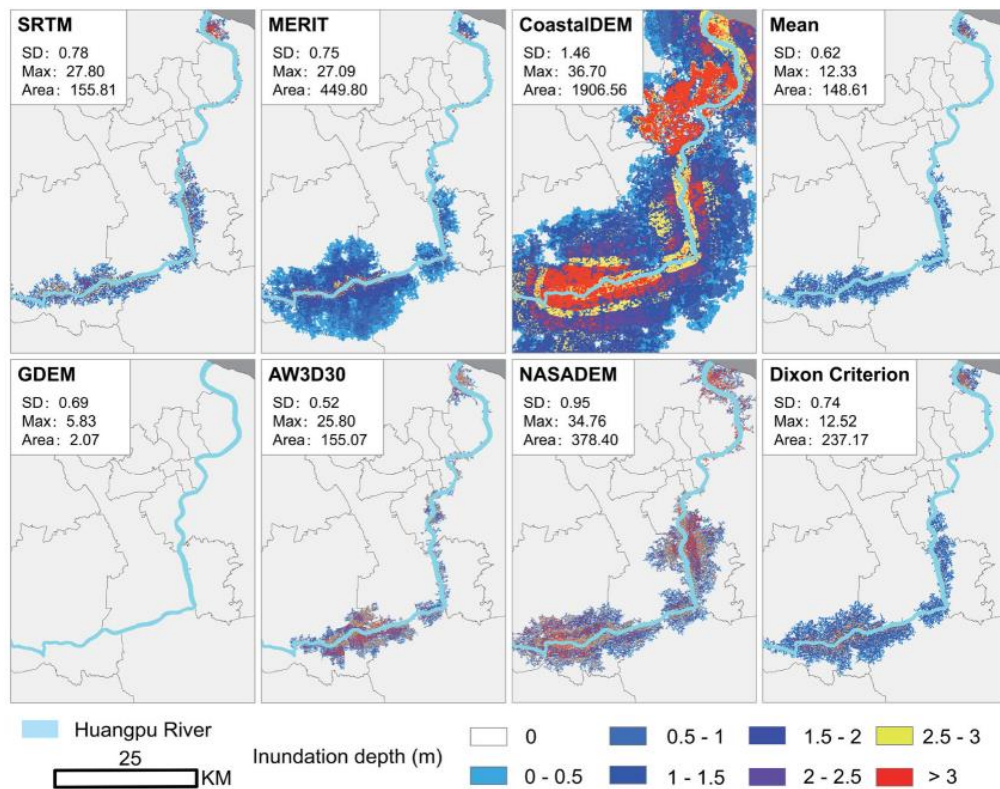 SRTM
SD: 0.78
Max: 27.80
Area: 155.81
MERIT
SD: 0.75
Max: 27.09
Area: 449.80
CoastalDEM
SD: 1.46
Max: 36.70
Area: 1906.56
Mean
SD: 0.62
Max: 12.33
Area: 148.61
GDEM
SD: 0.69
Max: 5.83
Area: 2.07
AW3D30
SD: 0.52
Max: 25.80
Area: 155.07
NASADEM
SD: 0.95
Max: 34.76
Area: 378.40
Dixon Criterion
SD: 0.74
Max: 12.52
Area: 237.17
Huangpu River
25
KM
Inundation depth (m)
0
0.5 - 1
1.5 - 2
2.5 - 3
0 - 0.5
1 - 1.5
2 - 2.5
> 3